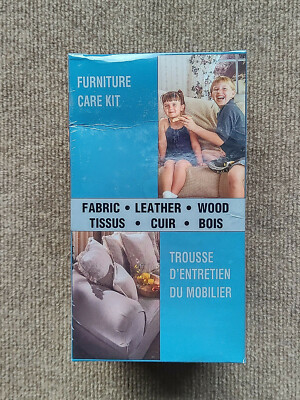 FURNITURE
CARE KIT
FABRIC • LEATHER • WOOD
TISSUS • CUIR • BOIS
TROUSSE
D'ENTRETIEN
DU MOBILIER